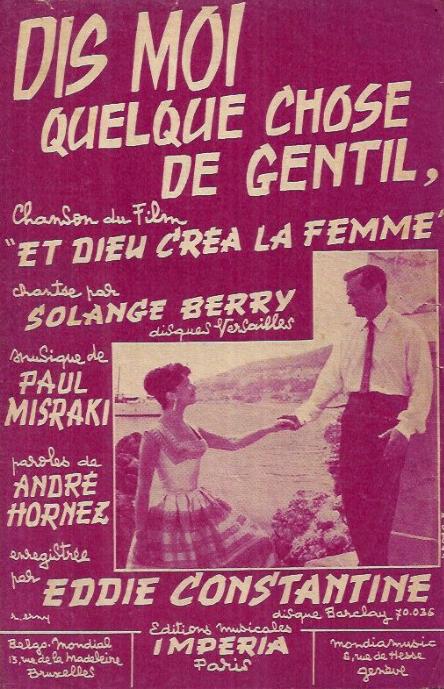 DIS MOI
QUELQUE CHOSE
DE GENTIL,
Chanson du Film
"ET DIEU CRÉA LA FEMME"
chantée par
SOLANGE BERRY
disques Versailles
musique de
PAUL
MISRAKI
paroles de
ANDRÉ
HORNEZ
enregistrée
par EDDIE CONSTANTINE
disque Barclay 70.036
R. Erny
Belgo-Mondial
13, rue de la Madeleine
Bruxelles
Editions musicales
IMPERIA
Paris
Mondiamusic
6, rue de Hesse
Genève